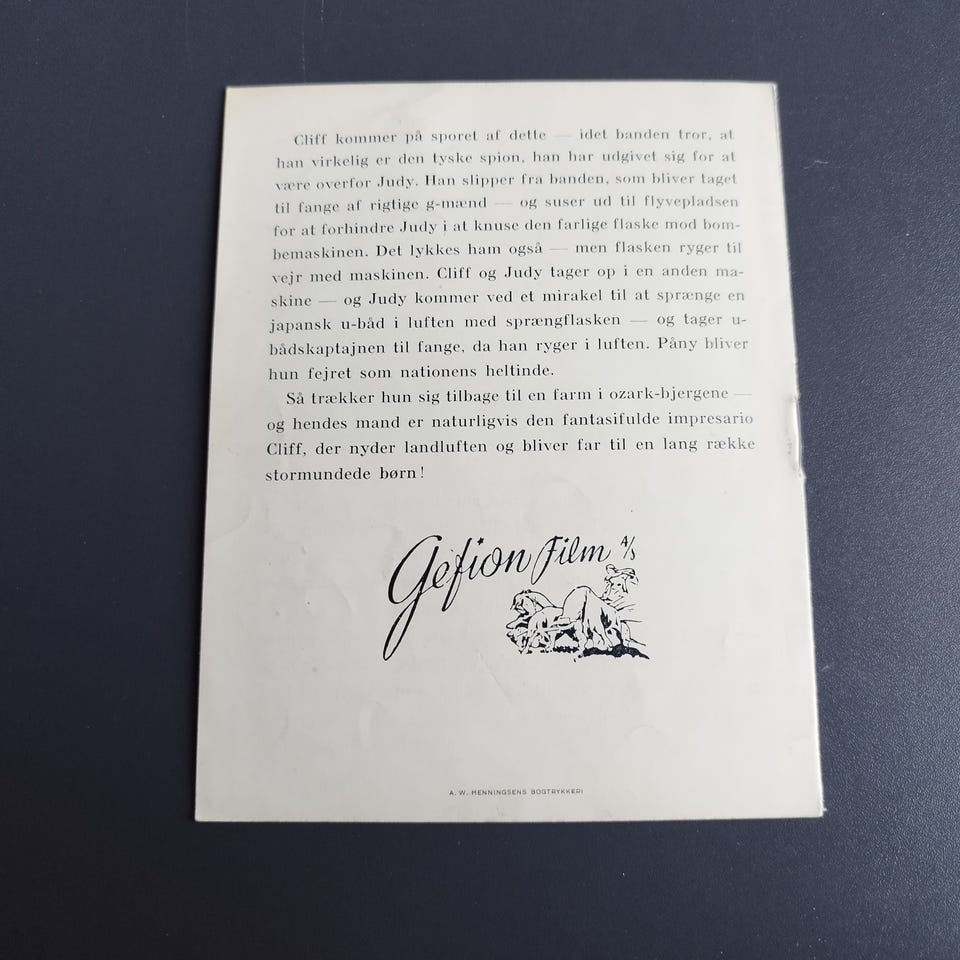 Cliff kommer på sporet af dette — idet banden tror, at
han virkelig er den tyske spion, han har udgivet sig for at
være overfor Judy. Han slipper fra banden, som bliver taget
til fange af rigtige g-mænd — og suser ud til flyvepladsen
for at forhindre Judy i at knuse den farlige flaske mod bom-
bemaskinen. Det lykkes ham også — men flasken ryger til
vejr med maskinen. Cliff og Judy tager op i en anden ma-
skine — og Judy kommer ved et mirakel til at sprænge en
japansk u-båd i luften med sprængflasken — og tager u-
bådskaptajnen til fange, da han ryger i luften. Påny bliver
hun fejret som nationens heltinde.
Så trækker hun sig tilbage til en farm i ozark-bjergene —
og hendes mand er naturligvis den fantasifulde impresario
Cliff, der nyder landluften og bliver far til en lang række
stormundede børn!
Gefion Film A/S
A. W. HENNINGSENS BOGTRYKKERI